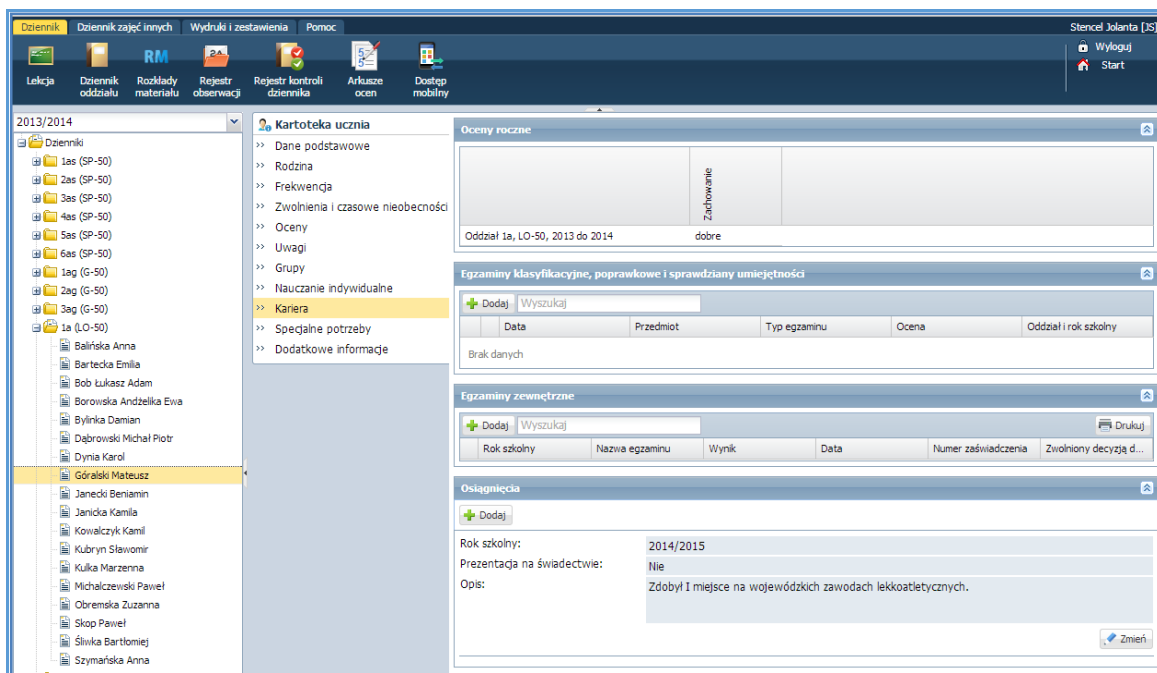 Dziennik Dziennik zajęć innych Wydruki i zestawienia Pomoc Stencel Jolanta [JS]
Wyloguj
Start
Lekcja Dziennik oddziału RM Rozkłady materiału Rejestr obserwacji Rejestr kontroli dziennika Arkusze ocen Dostęp mobilny
2013/2014
Dzienniki
1as (SP-50)
2as (SP-50)
3as (SP-50)
4as (SP-50)
5as (SP-50)
6as (SP-50)
1ag (G-50)
2ag (G-50)
3ag (G-50)
1a (LO-50)
Balińska Anna
Bartecka Emilia
Bob Łukasz Adam
Borowska Andżelika Ewa
Bylinka Damian
Dąbrowski Michał Piotr
Dynia Karol
Góralski Mateusz
Janecki Beniamin
Janicka Kamila
Kowalczyk Kamil
Kubryn Sławomir
Kulka Marzenna
Michalczewski Paweł
Obremska Zuzanna
Skop Paweł
Śliwka Bartłomiej
Szymańska Anna
Kartoteka ucznia
>> Dane podstawowe
>> Rodzina
>> Frekwencja
>> Zwolnienia i czasowe nieobecności
>> Oceny
>> Uwagi
>> Grupy
>> Nauczanie indywidualne
>> Kariera
>> Specjalne potrzeby
>> Dodatkowe informacje
Oceny roczne
Zachowanie
Oddział 1a, LO-50, 2013 do 2014 dobre
Egzaminy klasyfikacyjne, poprawkowe i sprawdziany umiejętności
Dodaj Wyszukaj
Data Przedmiot Typ egzaminu Ocena Oddział i rok szkolny
Brak danych
Egzaminy zewnętrzne
Dodaj Wyszukaj Drukuj
Rok szkolny Nazwa egzaminu Wynik Data Numer zaświadczenia Zwolniony decyzją d...
Osiągnięcia
Dodaj
Rok szkolny: 2014/2015
Prezentacja na świadectwie: Nie
Opis: Zdobył I miejsce na wojewódzkich zawodach lekkoatletycznych.
Zmień